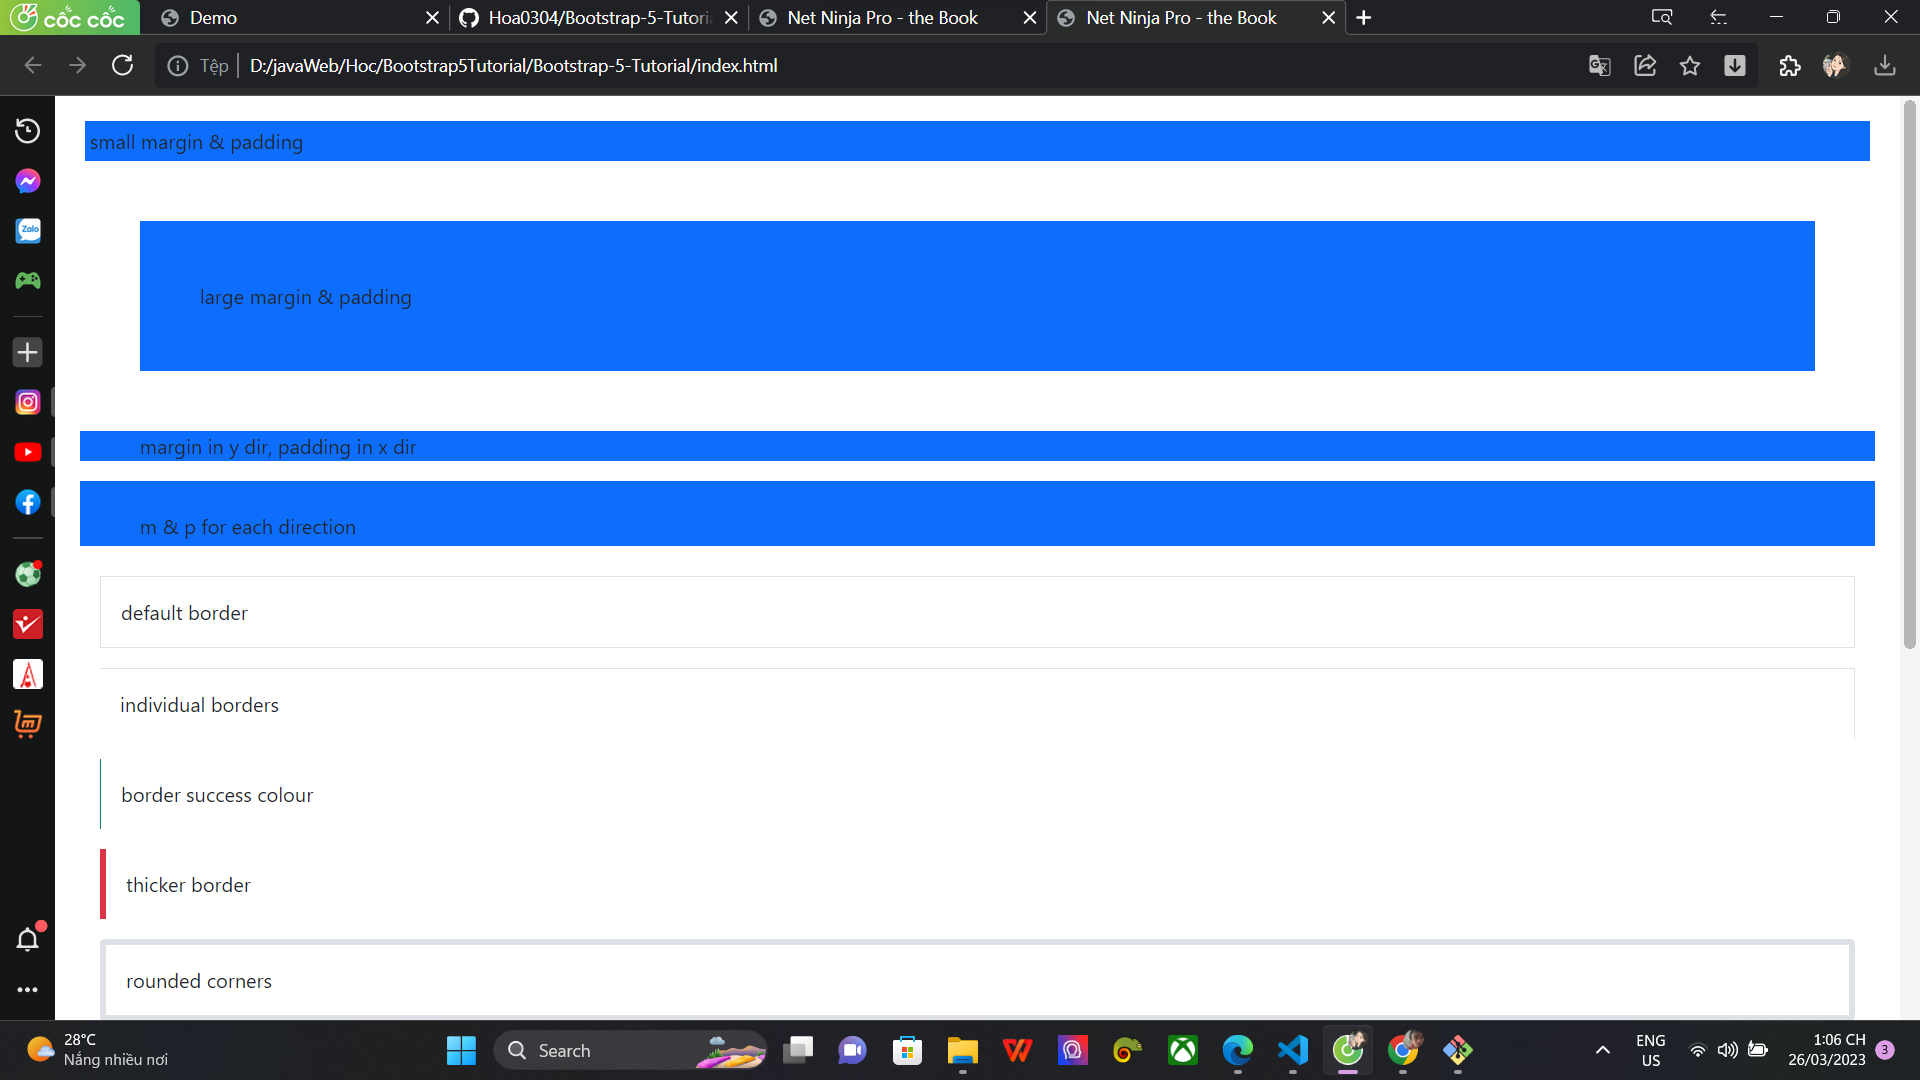 cốc cốc
Demo
Hoa0304/Bootstrap-5-Tutori
Net Ninja Pro - the Book
Net Ninja Pro - the Book
Tệp
D:/javaWeb/Hoc/Bootstrap5Tutorial/Bootstrap-5-Tutorial/index.html
small margin & padding
Zalo
large margin & padding
margin in y dir, padding in x dir
m & p for each direction
default border
individual borders
border success colour
thicker border
rounded corners
28°C
Nắng nhiều nơi
Search
ENG
US
1:06 CH
26/03/2023
3